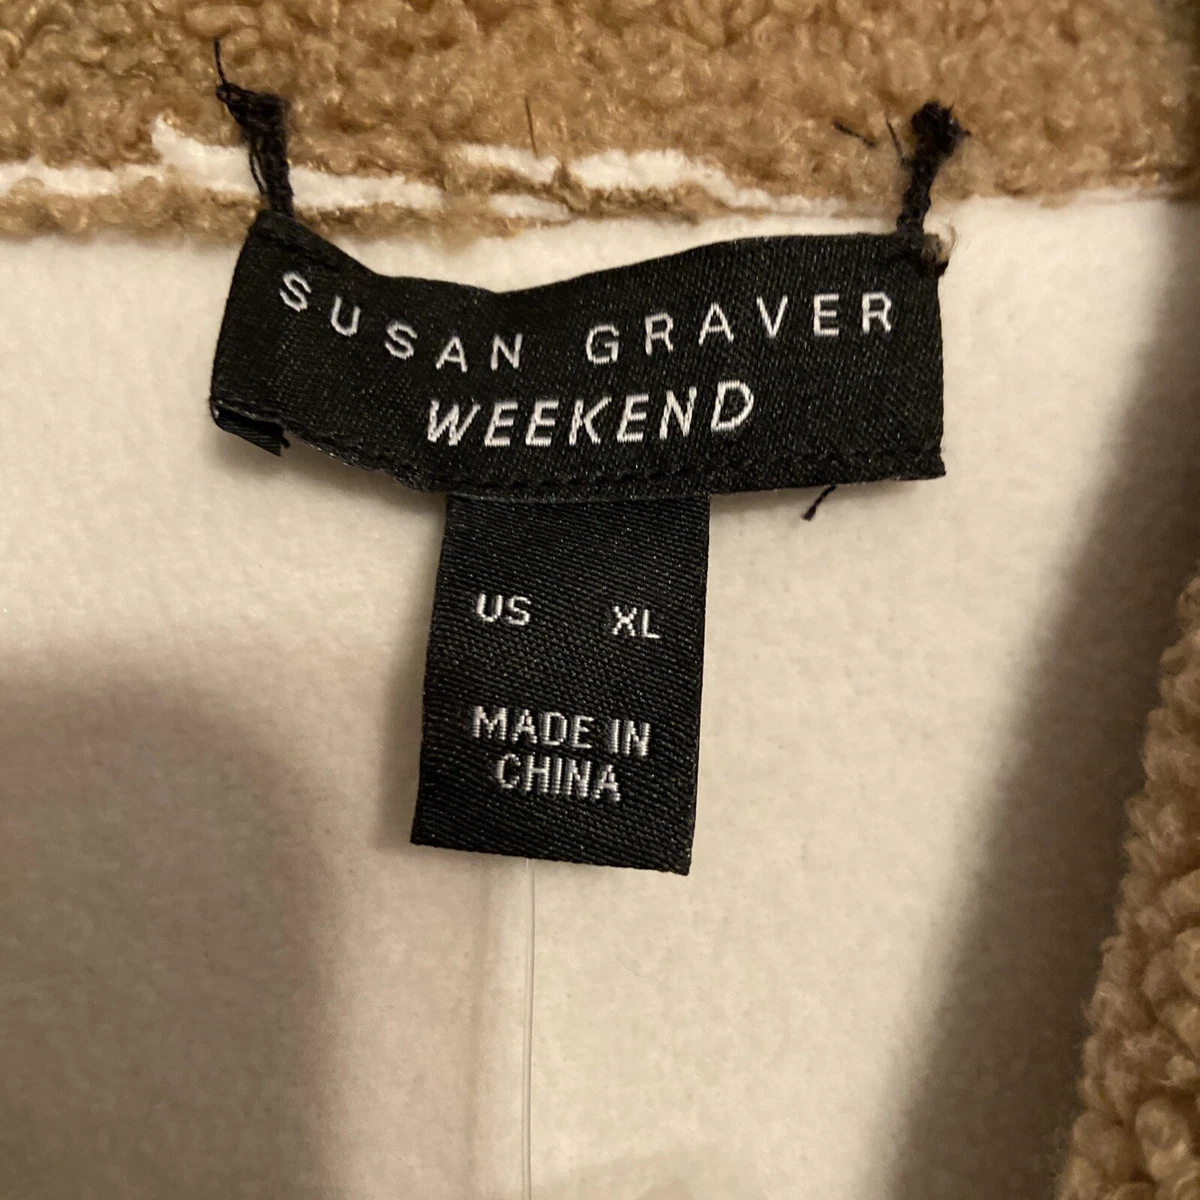 SUSAN GRAVER
WEEKEND
US XL
MADE IN
CHINA